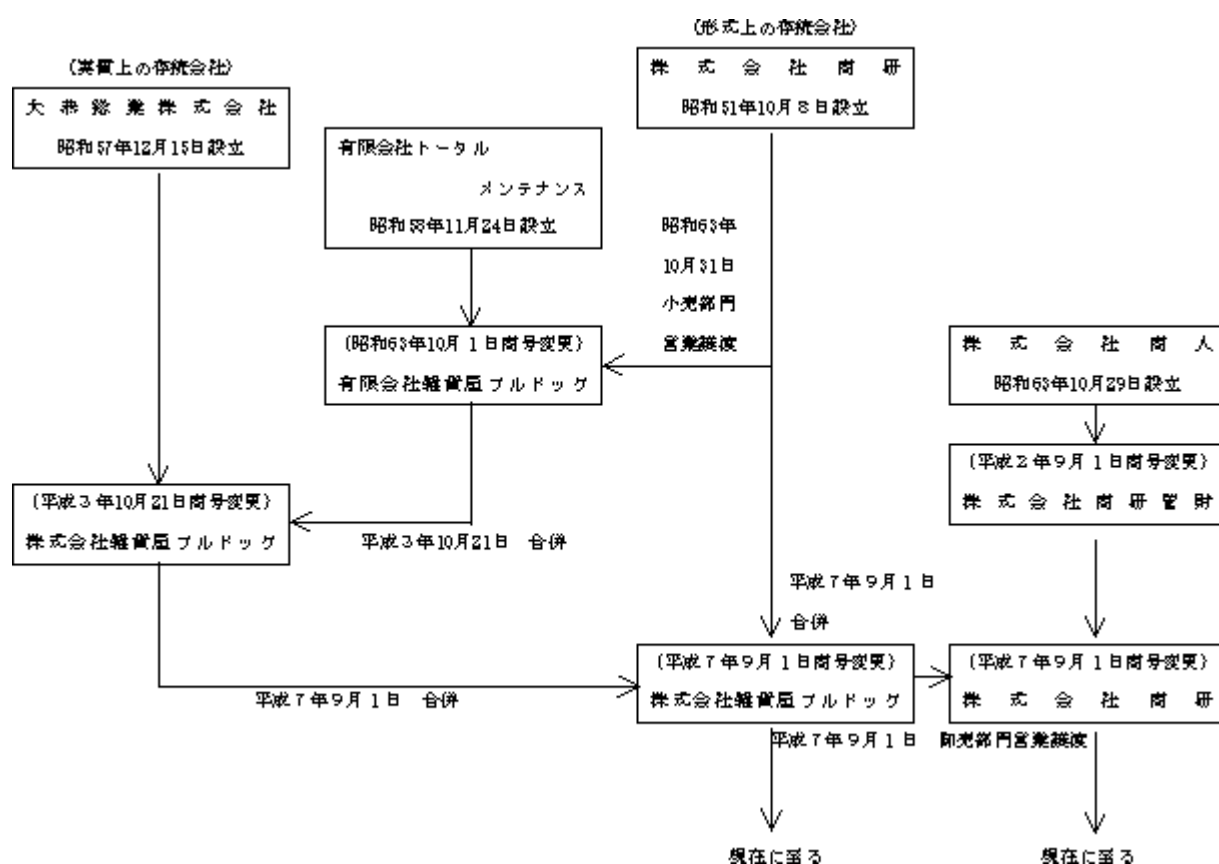 (形式上の存続会社)
株式会社商研
昭和51年10月8日設立
(実質上の存続会社)
大恭総業株式会社
昭和57年12月15日設立
有限会社トータル
メンテナンス
昭和58年11月24日設立
昭和63年
10月31日
小売部門
営業譲渡
(昭和63年10月1日商号変更)
有限会社雑貨屋ブルドッグ
株式会社商人
昭和63年10月29日設立
(平成2年9月1日商号変更)
株式会社商研管財
(平成3年10月21日商号変更)
株式会社雑貨屋ブルドッグ
平成3年10月21日 合併
平成7年9月1日
合併
(平成7年9月1日商号変更)
株式会社雑貨屋ブルドッグ
(平成7年9月1日商号変更)
株式会社商研
平成7年9月1日 合併
平成7年9月1日 卸売部門営業譲渡
現在に至る
現在に至る